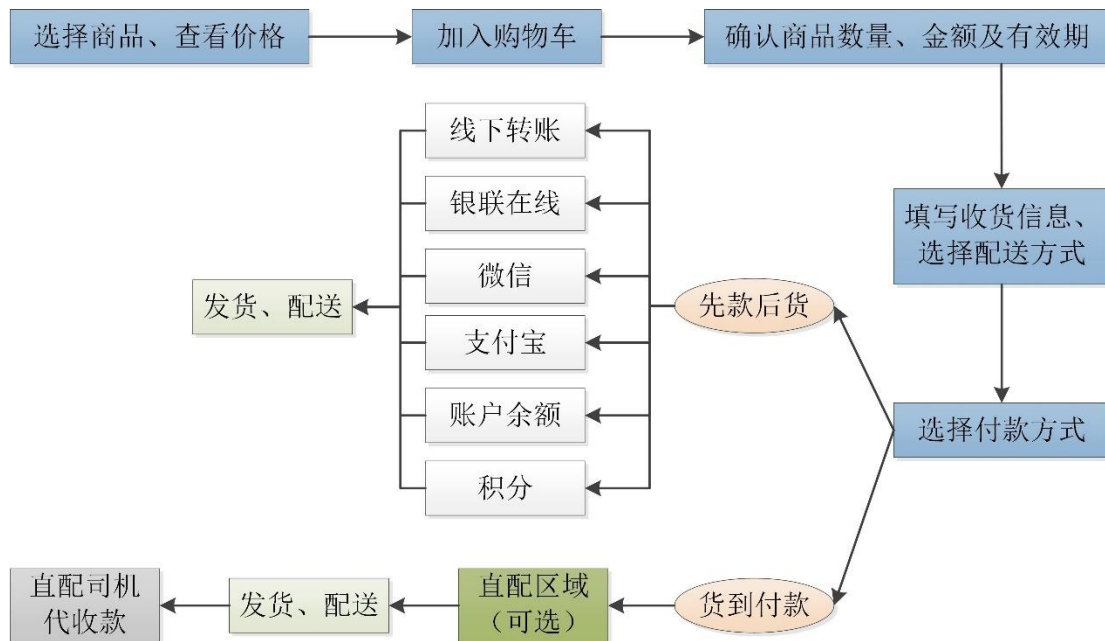 选择商品、查看价格
加入购物车
确认商品数量、金额及有效期
线下转账
银联在线
微信
支付宝
账户余额
积分
发货、配送
先款后货
填写收货信息、
选择配送方式
选择付款方式
直配司机
代收款
发货、配送
直配区域
（可选）
货到付款